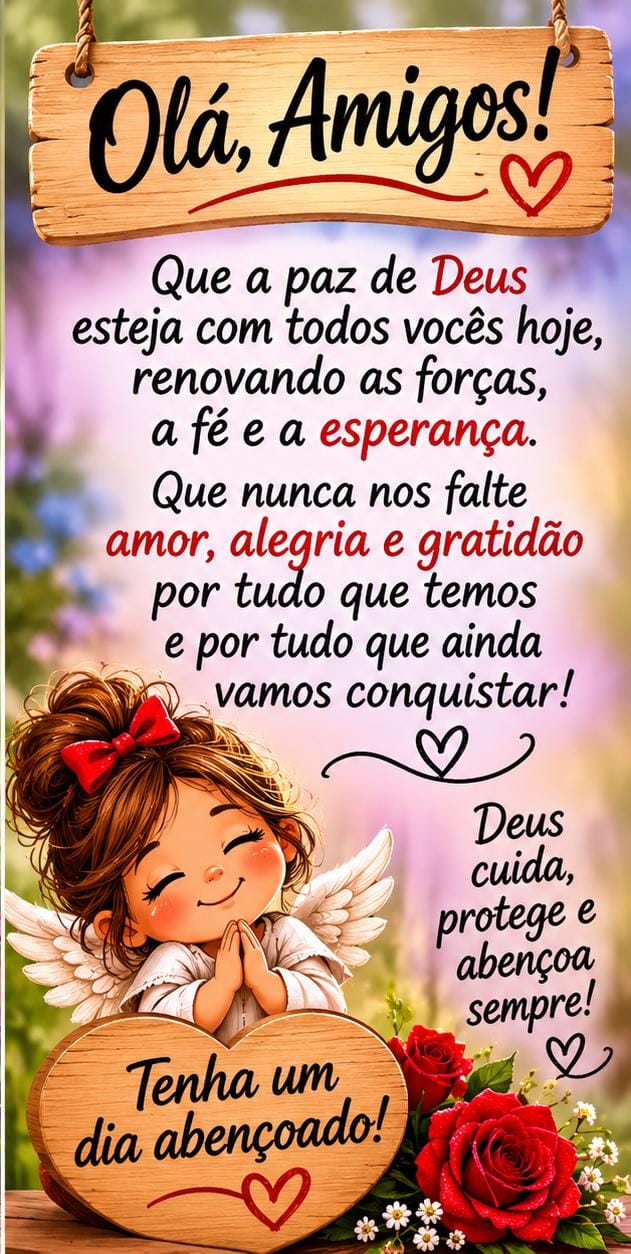 Olá, Amigos!
Que a paz de Deus
esteja com todos vocês hoje,
renovando as forças,
a fé e a esperança.
Que nunca nos falte
amor, alegria e gratidão
por tudo que temos
e por tudo que ainda
vamos conquistar!
Deus
cuida,
protege e
abençoa
sempre!
Tenha um
dia abençoado!